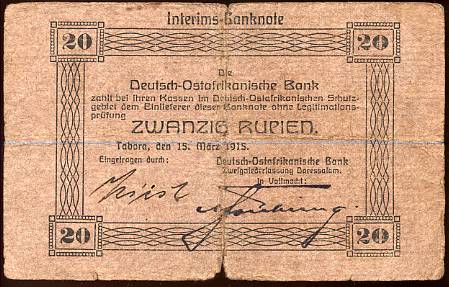 Interims-Banknote
20 20
Die
Deutsch-Ostafrikanische Bank
zahlt bei ihren Kassen im Deutsch-Ostafrikanischen Schutz-
gebiet dem Einlieferer dieser Banknote ohne Legitimations-
prüfung
ZWANZIG RUPIEN.
Tabora, den 15. März 1915.
Eingetragen durch: Deutsch-Ostafrikanische Bank
Zweigniederlassung Daressalam.
In Vollmacht:
20 20